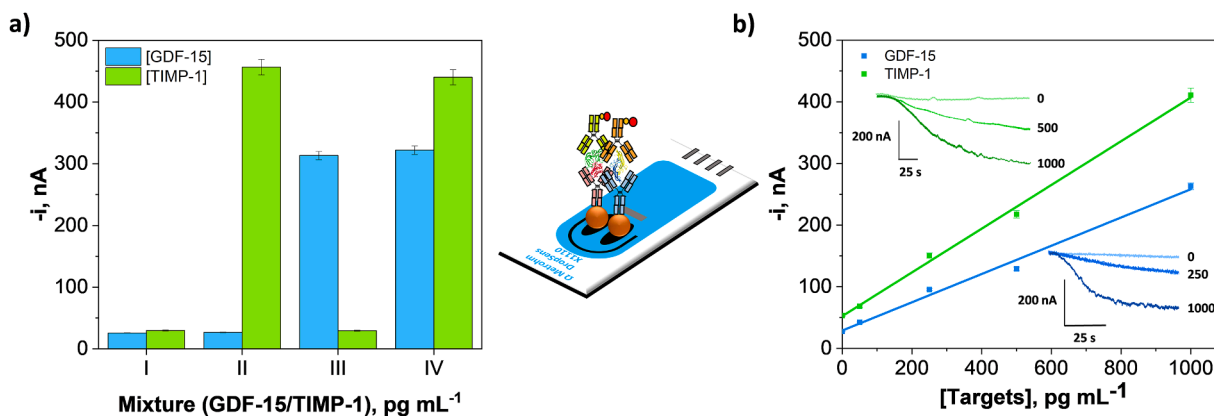 a)
500
400
300
200
100
0
-i, nA
[GDF-15]
[TIMP-1]
I
II
III
IV
Mixture (GDF-15/TIMP-1), pg mL-1
Ω Metrohm
DropSens
X1110
b)
500
400
300
200
100
0
-i, nA
GDF-15
TIMP-1
0
500
1000
200 nA
25 s
0
250
1000
200 nA
25 s
0
200
400
600
800
1000
[Targets], pg mL-1